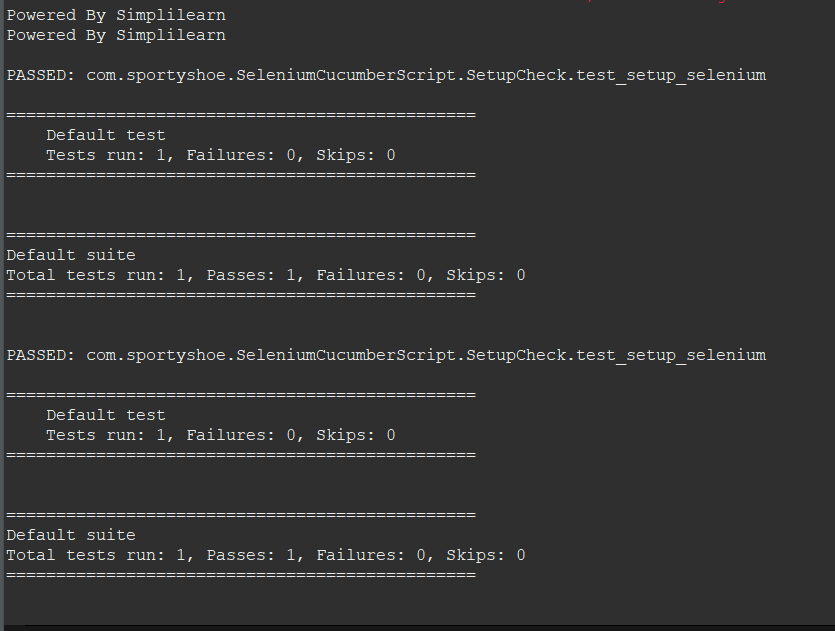 Powered By Simplilearn
Powered By Simplilearn
PASSED: com.sportyshoe.SeleniumCucumberScript.SetupCheck.test_setup_selenium
===============================================
Default test
Tests run: 1, Failures: 0, Skips: 0
===============================================
===============================================
Default suite
Total tests run: 1, Passes: 1, Failures: 0, Skips: 0
===============================================
PASSED: com.sportyshoe.SeleniumCucumberScript.SetupCheck.test_setup_selenium
===============================================
Default test
Tests run: 1, Failures: 0, Skips: 0
===============================================
===============================================
Default suite
Total tests run: 1, Passes: 1, Failures: 0, Skips: 0
===============================================